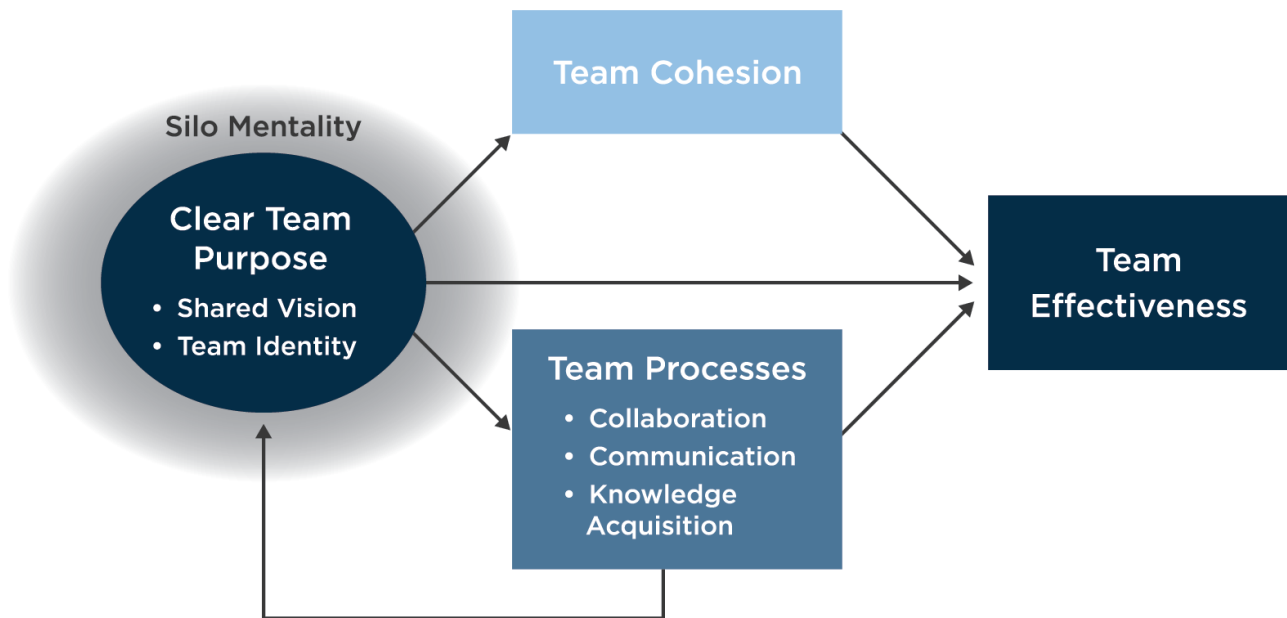 Team Cohesion
Silo Mentality
Clear Team
Purpose
• Shared Vision
• Team Identity
Team Processes
• Collaboration
• Communication
• Knowledge
Acquisition
Team
Effectiveness